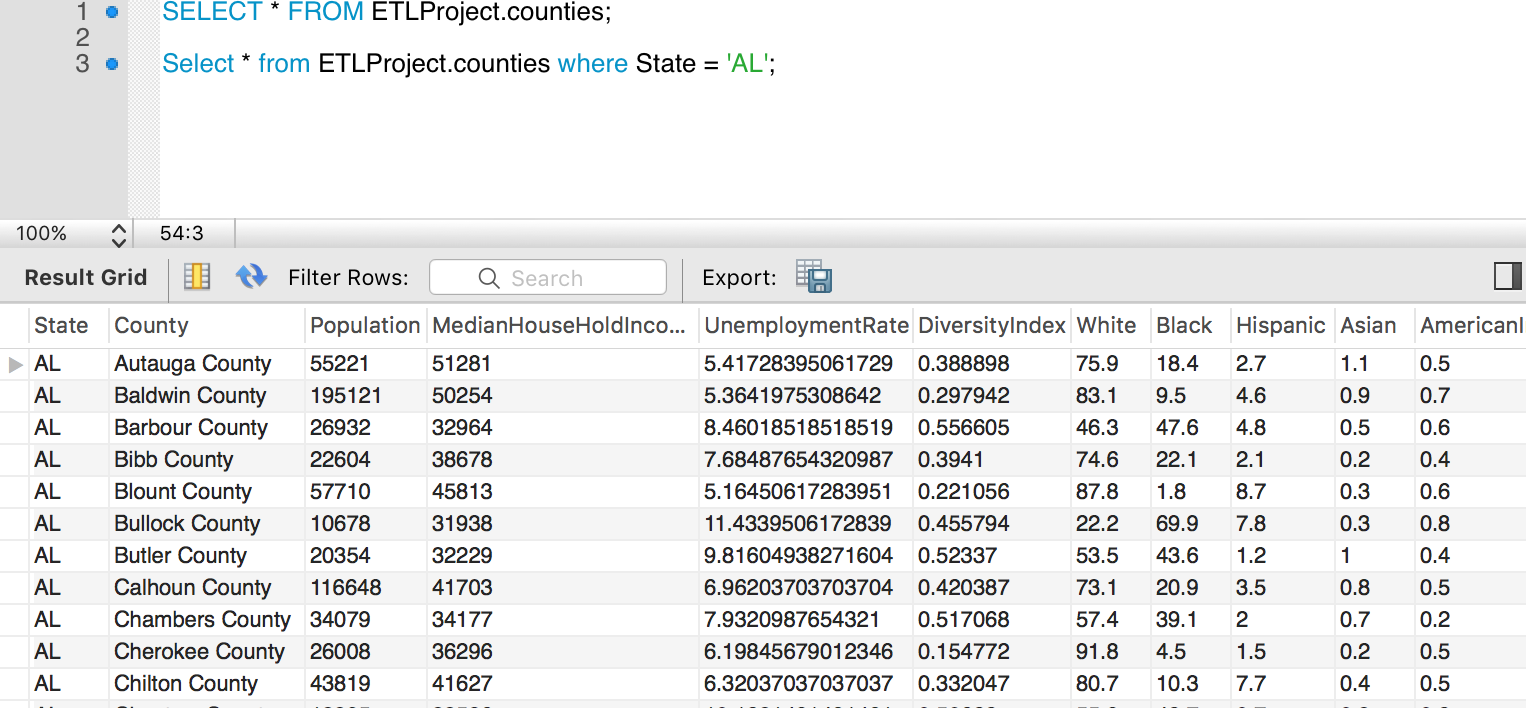 1 SELECT * FROM ETLProject.counties;
2
3 Select * from ETLProject.counties where State = 'AL';
100% 54:3
Result Grid Filter Rows: Search Export:
State County Population MedianHouseHoldInco... UnemploymentRate DiversityIndex White Black Hispanic Asian AmericanI
AL Autauga County 55221 51281 5.41728395061729 0.388898 75.9 18.4 2.7 1.1 0.5
AL Baldwin County 195121 50254 5.3641975308642 0.297942 83.1 9.5 4.6 0.9 0.7
AL Barbour County 26932 32964 8.46018518518519 0.556605 46.3 47.6 4.8 0.5 0.6
AL Bibb County 22604 38678 7.68487654320987 0.3941 74.6 22.1 2.1 0.2 0.4
AL Blount County 57710 45813 5.16450617283951 0.221056 87.8 1.8 8.7 0.3 0.6
AL Bullock County 10678 31938 11.4339506172839 0.455794 22.2 69.9 7.8 0.3 0.8
AL Butler County 20354 32229 9.81604938271604 0.52337 53.5 43.6 1.2 1 0.4
AL Calhoun County 116648 41703 6.96203703703704 0.420387 73.1 20.9 3.5 0.8 0.5
AL Chambers County 34079 34177 7.9320987654321 0.517068 57.4 39.1 2 0.7 0.2
AL Cherokee County 26008 36296 6.19845679012346 0.154772 91.8 4.5 1.5 0.2 0.5
AL Chilton County 43819 41627 6.32037037037037 0.332047 80.7 10.3 7.7 0.4 0.5